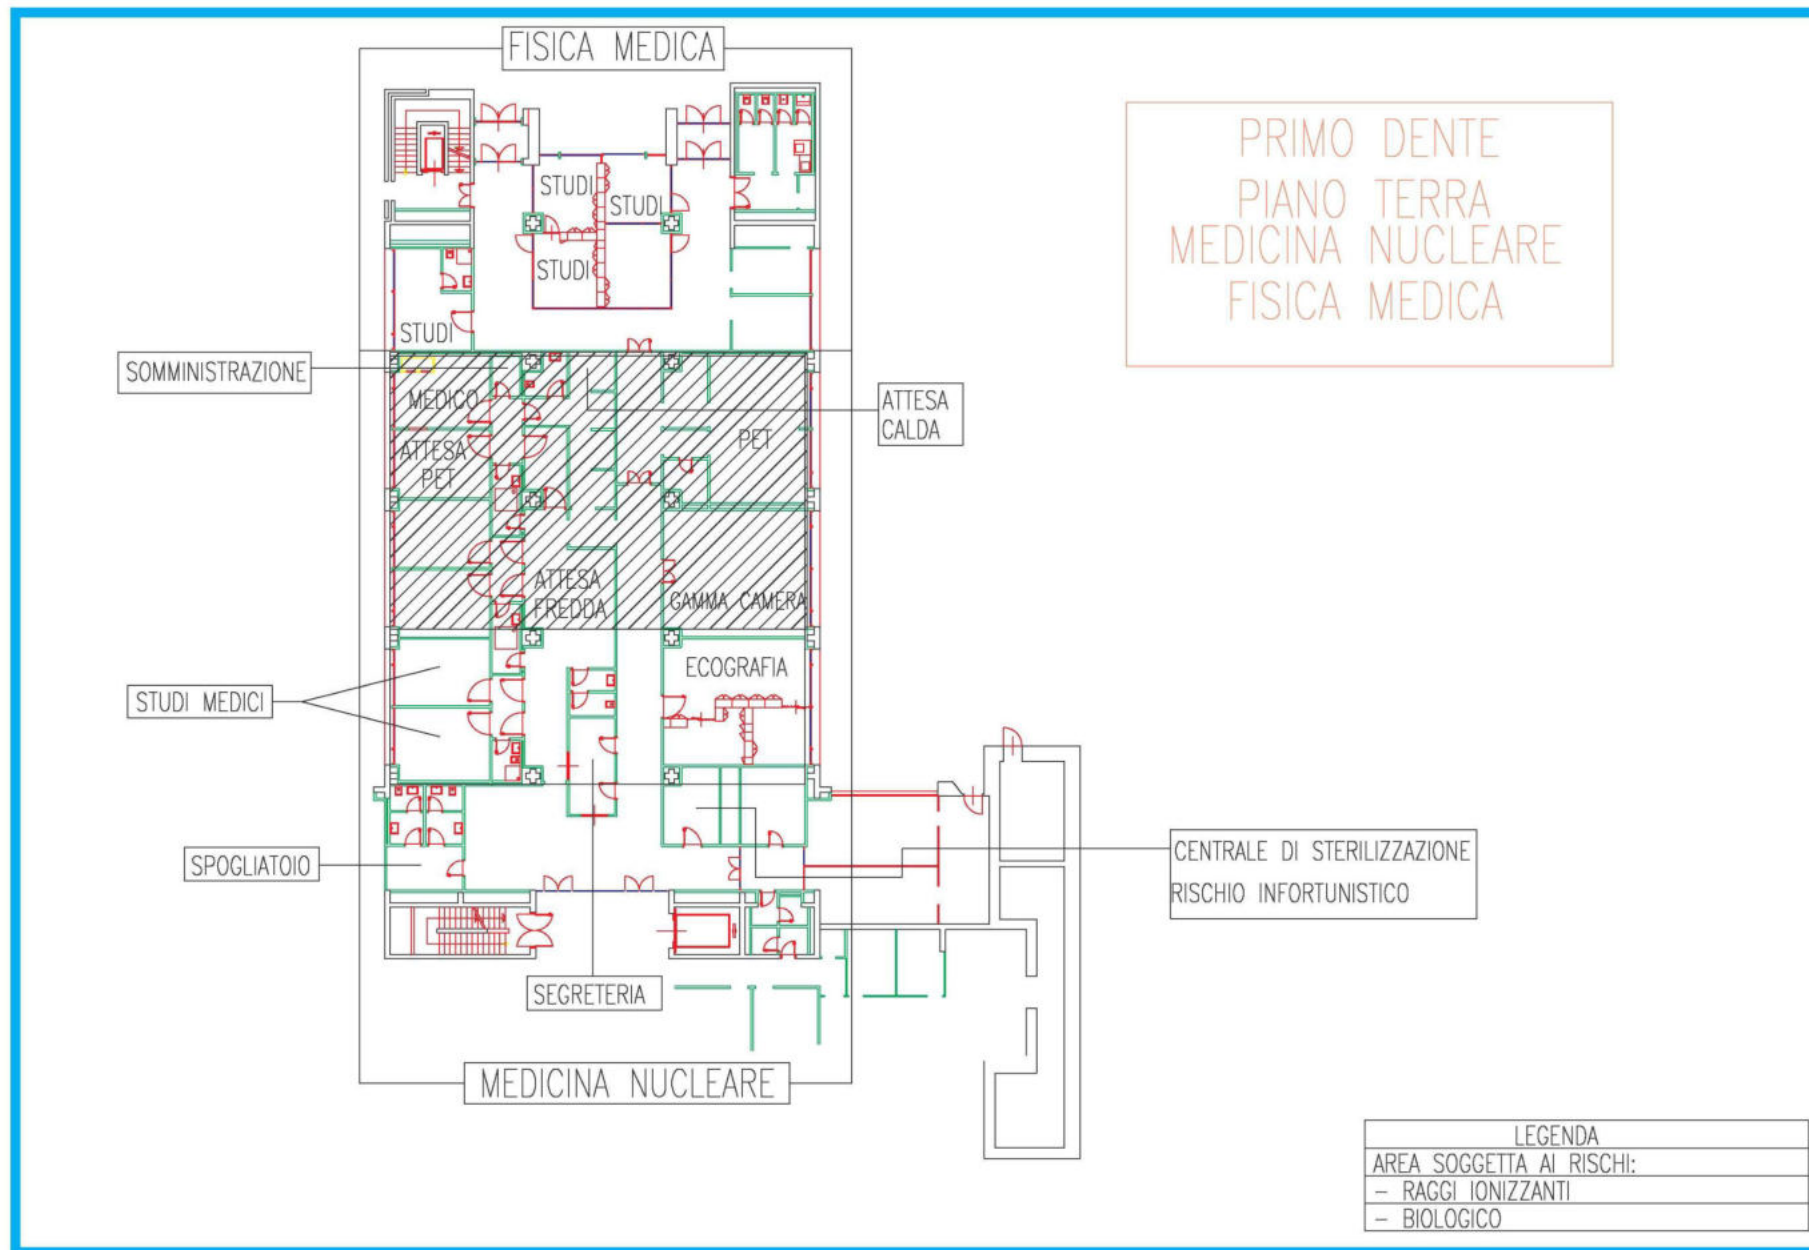 FISICA MEDICA
PRIMO DENTE
PIANO TERRA
MEDICINA NUCLEARE
FISICA MEDICA
STUDI
STUDI
STUDI
STUDI
SOMMINISTRAZIONE
MEDICO
ATTESA
CALDA
ATTESA
PET
PET
ATTESA
FREDDA
GAMMA CAMERA
ECOGRAFIA
STUDI MEDICI
SPOGLIATOIO
CENTRALE DI STERILIZZAZIONE
RISCHIO INFORTUNISTICO
SEGRETERIA
MEDICINA NUCLEARE
LEGENDA
AREA SOGGETTA AI RISCHI:
– RAGGI IONIZZANTI
– BIOLOGICO